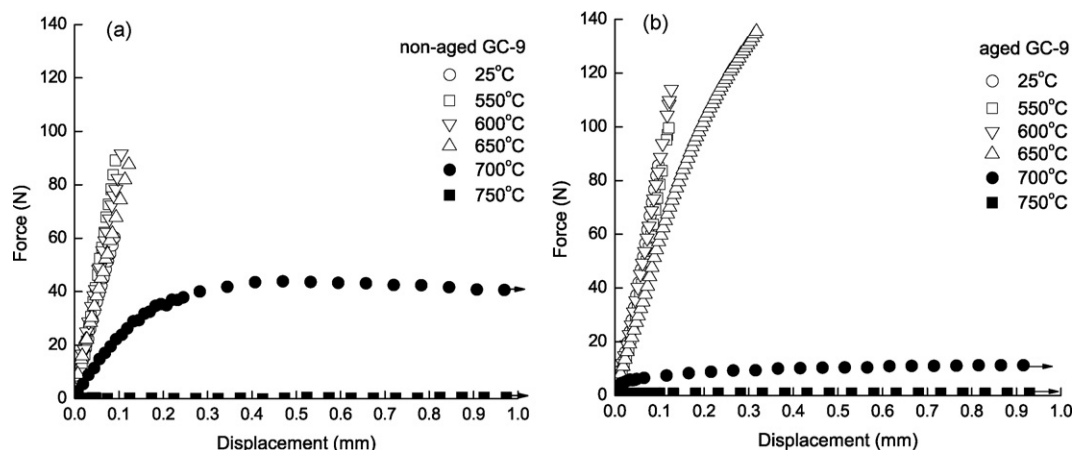 (a)
non-aged GC-9
25°C
550°C
600°C
650°C
700°C
750°C
140
120
100
80
60
40
20
0
Force (N)
0.0 0.1 0.2 0.3 0.4 0.5 0.6 0.7 0.8 0.9 1.0
Displacement (mm)
(b)
aged GC-9
25°C
550°C
600°C
650°C
700°C
750°C
140
120
100
80
60
40
20
0
Force (N)
0.0 0.1 0.2 0.3 0.4 0.5 0.6 0.7 0.8 0.9 1.0
Displacement (mm)